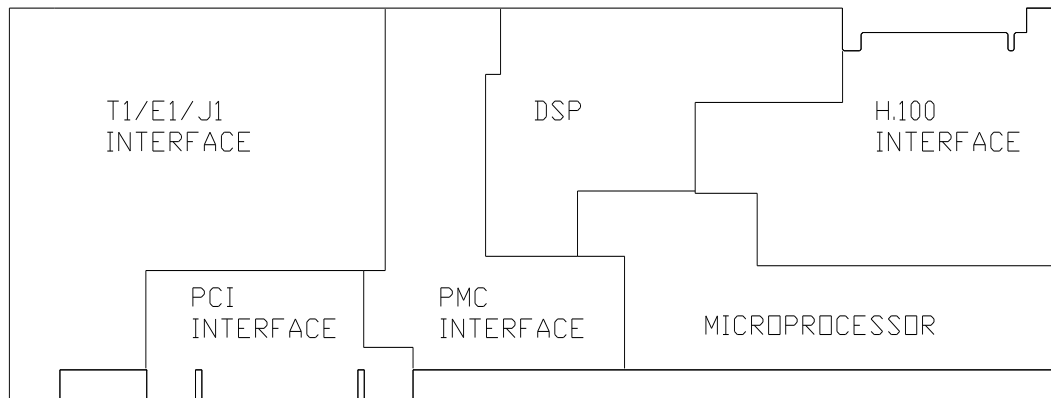 T1/E1/J1
INTERFACE
DSP
H.100
INTERFACE
PCI
INTERFACE
PMC
INTERFACE
MICROPROCESSOR